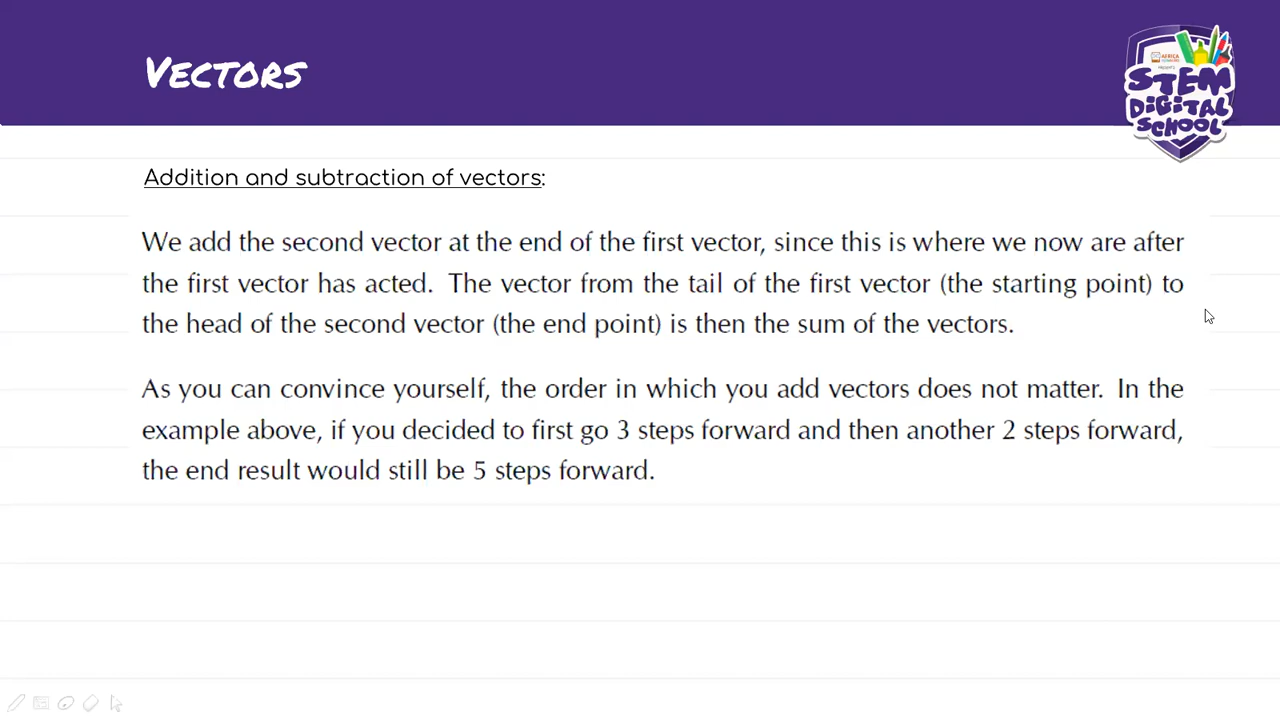 VECTORS
AFRICA
PRESENTS
STEM
DIGITAL
SCHOOL
Addition and subtraction of vectors:
We add the second vector at the end of the first vector, since this is where we now are after
the first vector has acted. The vector from the tail of the first vector (the starting point) to
the head of the second vector (the end point) is then the sum of the vectors.
As you can convince yourself, the order in which you add vectors does not matter. In the
example above, if you decided to first go 3 steps forward and then another 2 steps forward,
the end result would still be 5 steps forward.